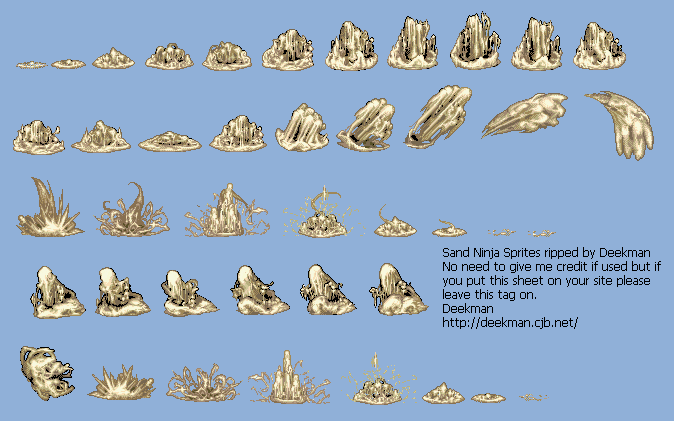 Sand Ninja Sprites ripped by Deekman
No need to give me credit if used but if
you put this sheet on your site please
leave this tag on.
Deekman
http://deekman.cjb.net/